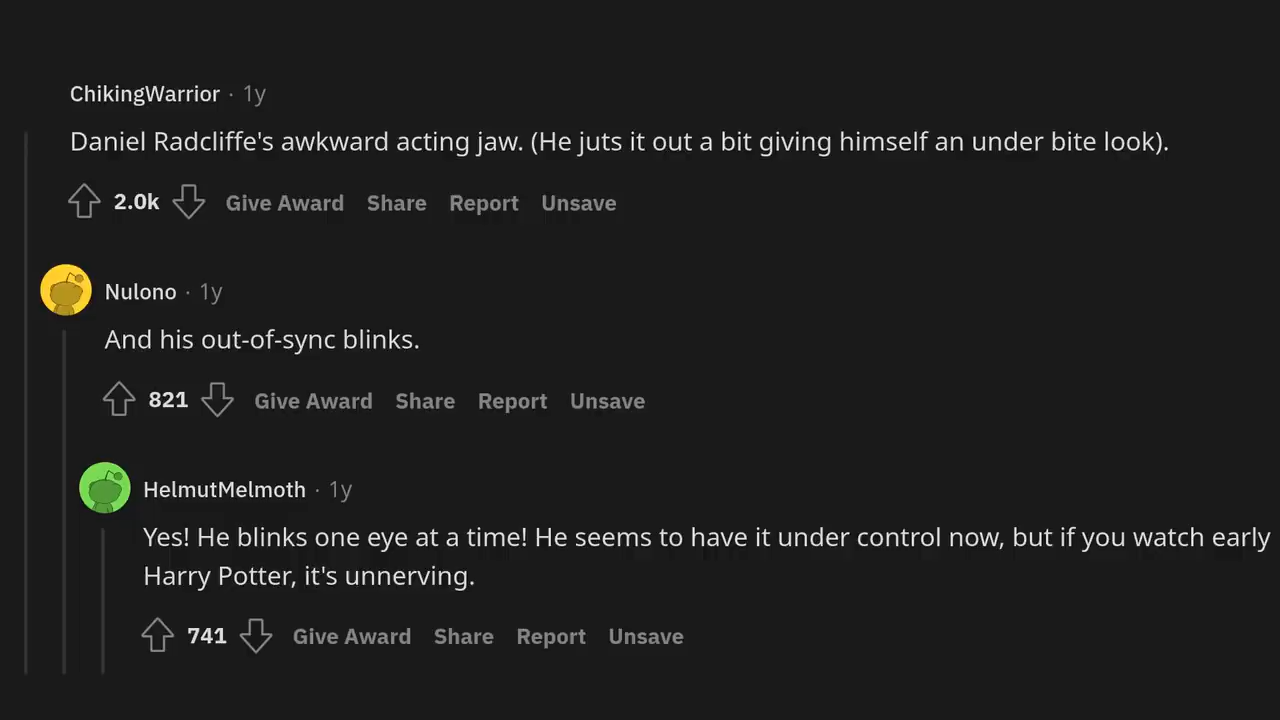 ChikingWarrior · 1y
Daniel Radcliffe's awkward acting jaw. (He juts it out a bit giving himself an under bite look).
2.0k Give Award Share Report Unsave
Nulono · 1y
And his out-of-sync blinks.
821 Give Award Share Report Unsave
HelmutMelmoth · 1y
Yes! He blinks one eye at a time! He seems to have it under control now, but if you watch early
Harry Potter, it's unnerving.
741 Give Award Share Report Unsave